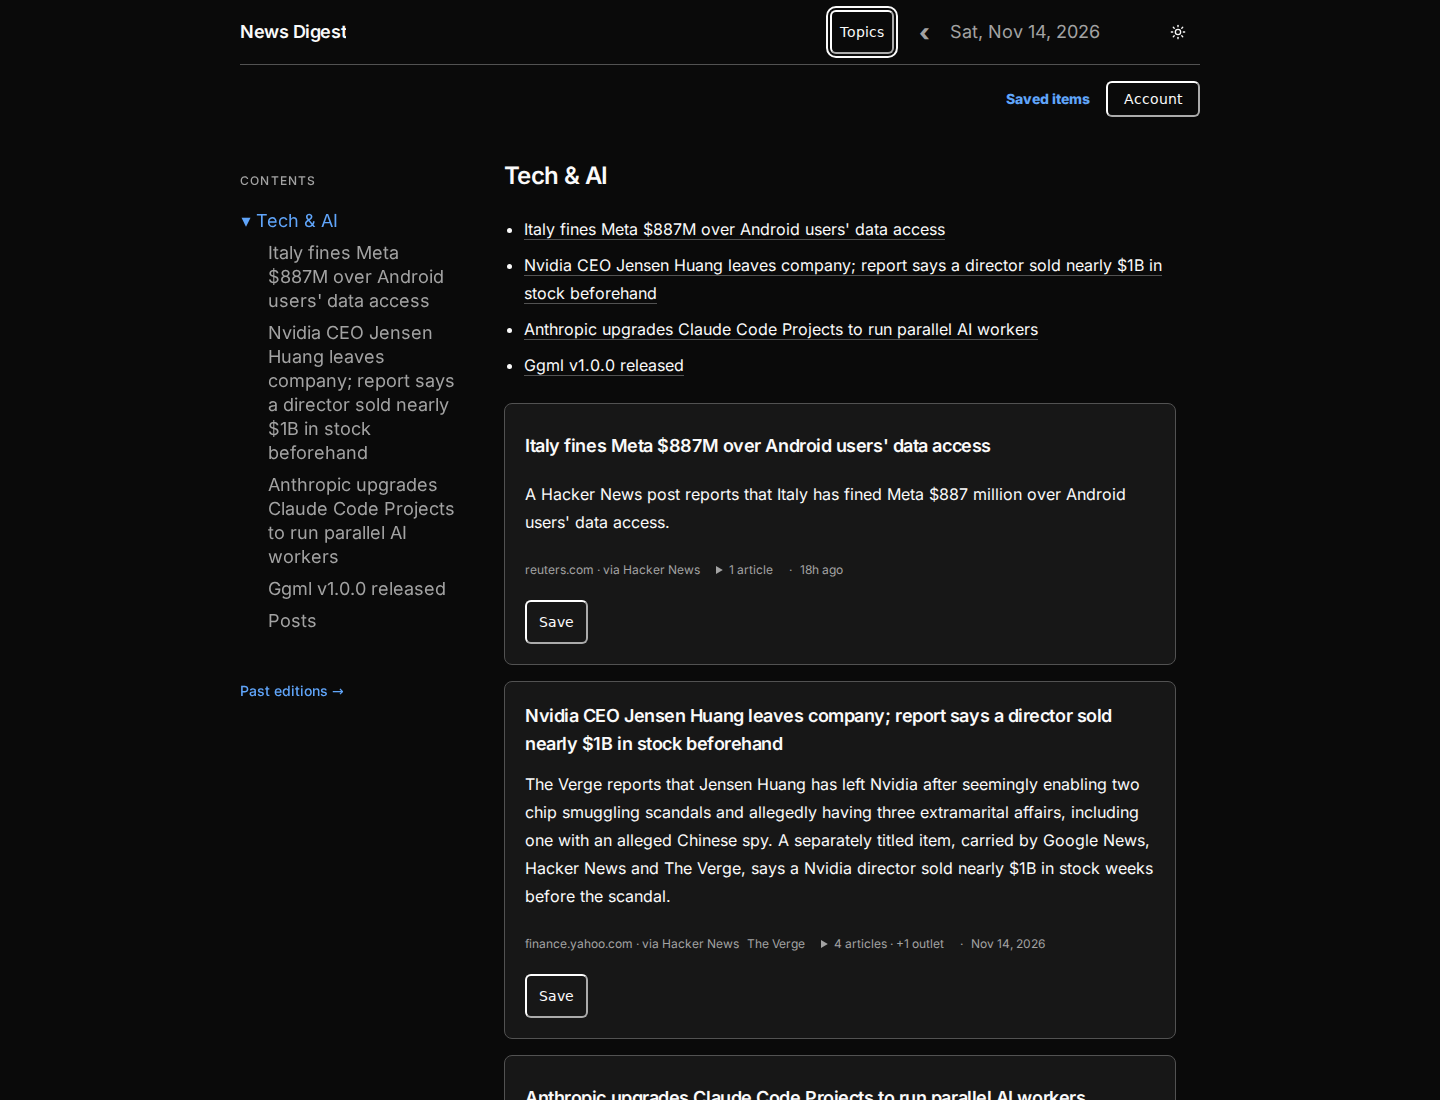 News Digest
Topics
‹ Sat, Nov 14, 2026
Saved items
Account
CONTENTS
▾ Tech & AI
Italy fines Meta
$887M over Android
users' data access
Nvidia CEO Jensen
Huang leaves
company; report says
a director sold nearly
$1B in stock
beforehand
Anthropic upgrades
Claude Code Projects
to run parallel AI
workers
Ggml v1.0.0 released
Posts
Past editions →
Tech & AI
• Italy fines Meta $887M over Android users' data access
• Nvidia CEO Jensen Huang leaves company; report says a director sold nearly $1B in
stock beforehand
• Anthropic upgrades Claude Code Projects to run parallel AI workers
• Ggml v1.0.0 released
Italy fines Meta $887M over Android users' data access
A Hacker News post reports that Italy has fined Meta $887 million over Android
users' data access.
reuters.com · via Hacker News ▶ 1 article · 18h ago
Save
Nvidia CEO Jensen Huang leaves company; report says a director sold
nearly $1B in stock beforehand
The Verge reports that Jensen Huang has left Nvidia after seemingly enabling two
chip smuggling scandals and allegedly having three extramarital affairs, including
one with an alleged Chinese spy. A separately titled item, carried by Google News,
Hacker News and The Verge, says a Nvidia director sold nearly $1B in stock weeks
before the scandal.
finance.yahoo.com · via Hacker News The Verge ▶ 4 articles · +1 outlet · Nov 14, 2026
Save
Anthropic upgrades Claude Code Projects to run parallel AI workers